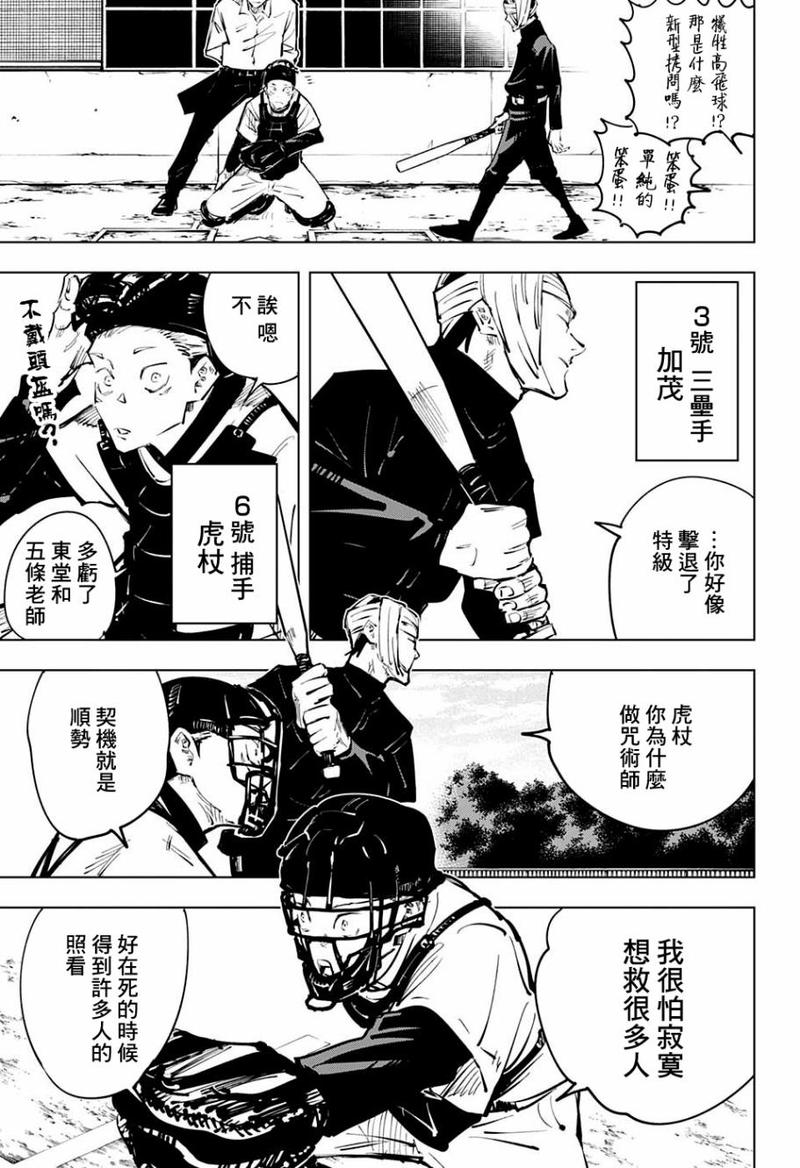 犧牲高飛球!?
那是什麼
新型拷問嗎!?
笨蛋!!
單純的
笨蛋!!
3號 三壘手
加茂
…你好像
擊退了
特級
誒嗯
不
不戴頭盔嗎?
6號 捕手
虎杖
多虧了
東堂和
五條老師
虎杖
你為什麼
做咒術師
契機就是
順勢
我很怕寂寞
想救很多人
好在死的時候
得到許多人的
照看